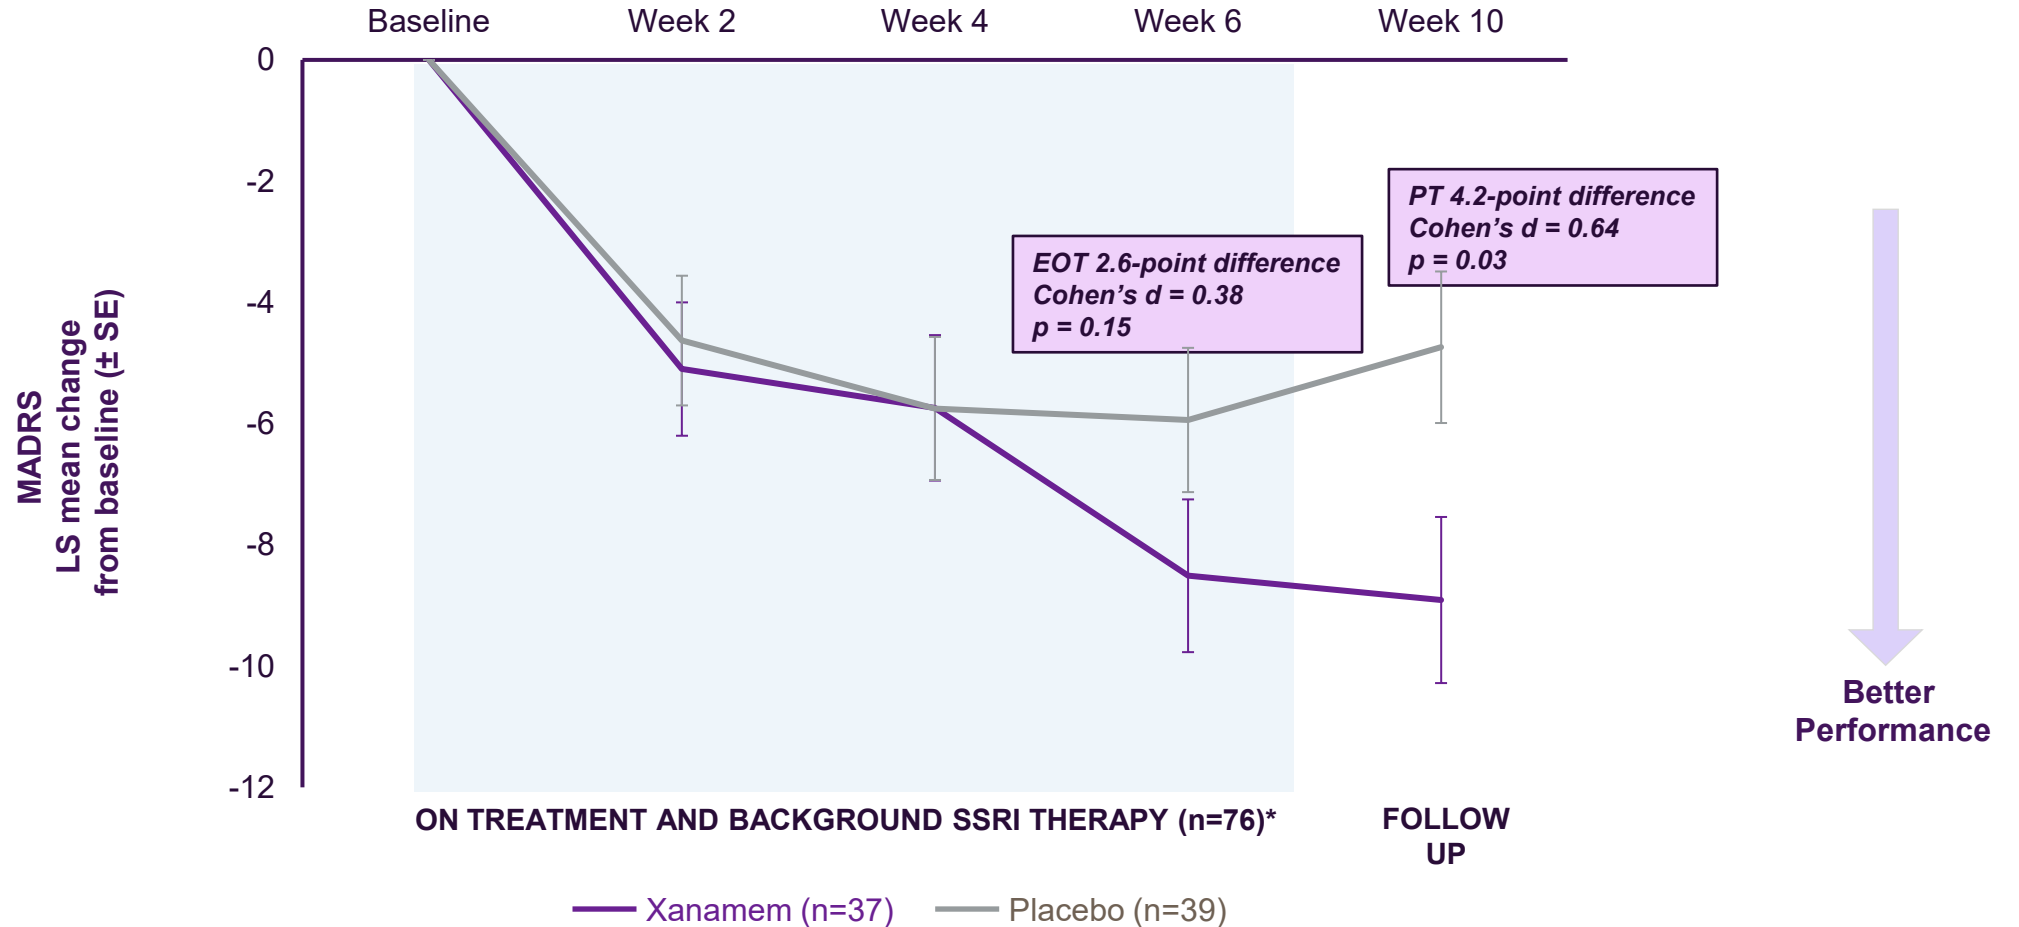 Baseline
Week 2
Week 4
Week 6
Week 10
0
-2
-4
-6
-8
-10
-12
MADRS
LS mean change
from baseline (± SE)
EOT 2.6-point difference
Cohen’s d = 0.38
p = 0.15
PT 4.2-point difference
Cohen’s d = 0.64
p = 0.03
Better
Performance
ON TREATMENT AND BACKGROUND SSRI THERAPY (n=76)*
FOLLOW
UP
Xanamem (n=37)
Placebo (n=39)